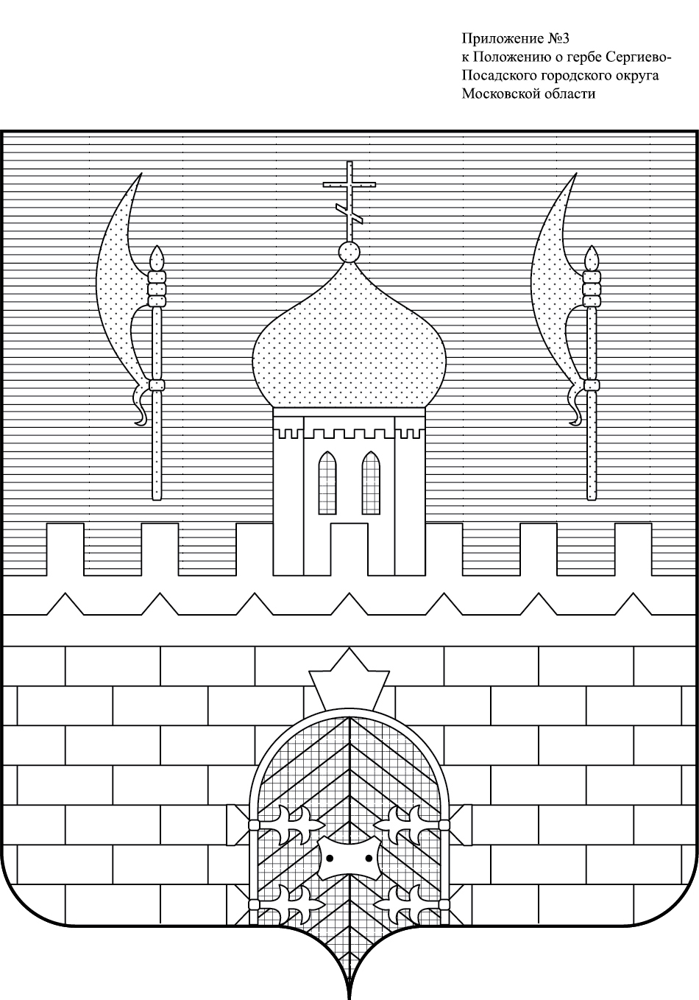 Приложение №3
к Положению о гербе Сергиево-
Посадского городского округа
Московской области